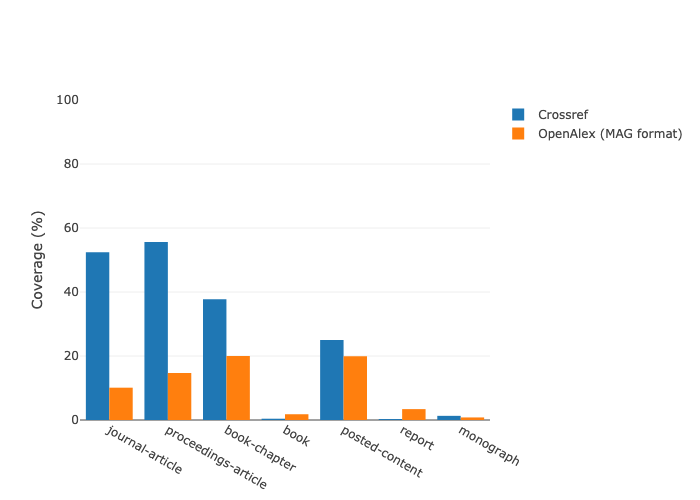 100
80
60
40
20
0
Coverage (%)
journal-article
proceedings-article
book-chapter
book
posted-content
report
monograph
Crossref
OpenAlex (MAG format)